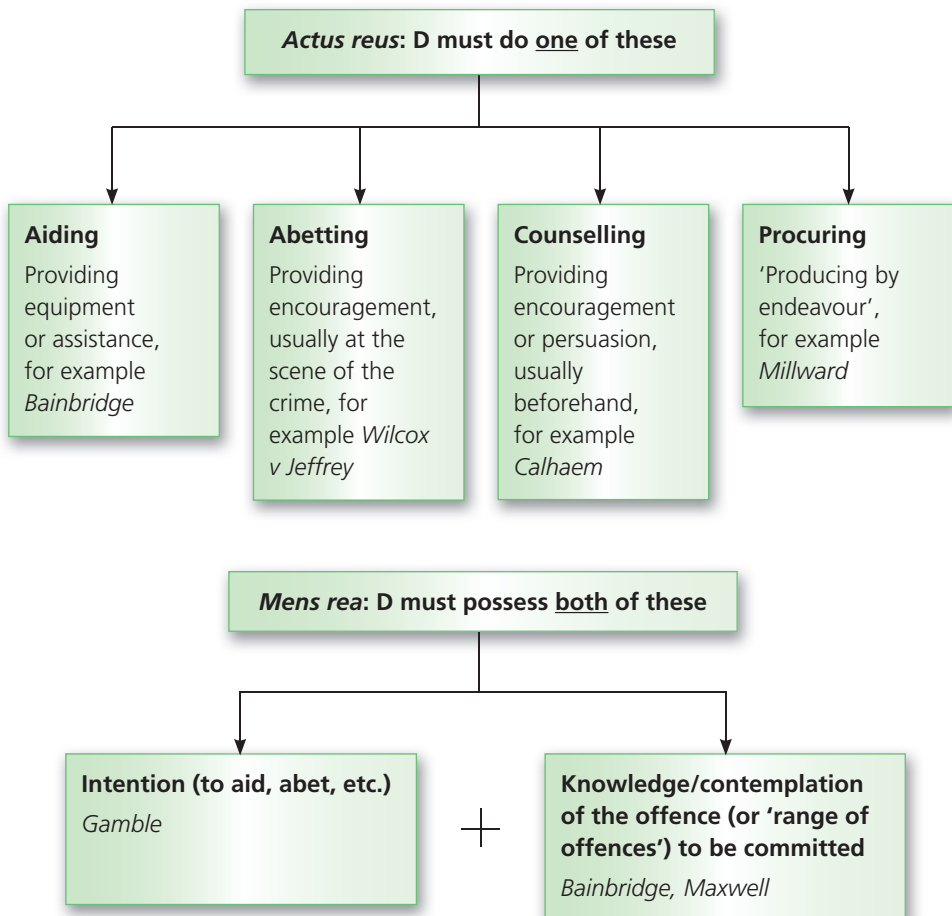 Actus reus: D must do one of these
Aiding
Providing
equipment
or assistance,
for example
Bainbridge
Abetting
Providing
encouragement,
usually at the
scene of the
crime, for
example Wilcox
v Jeffrey
Counselling
Providing
encouragement
or persuasion,
usually
beforehand,
for example
Calhaem
Procuring
‘Producing by
endeavour’,
for example
Millward
Mens rea: D must possess both of these
Intention (to aid, abet, etc.)
Gamble
+
Knowledge/contemplation
of the offence (or ‘range of
offences’) to be committed
Bainbridge, Maxwell